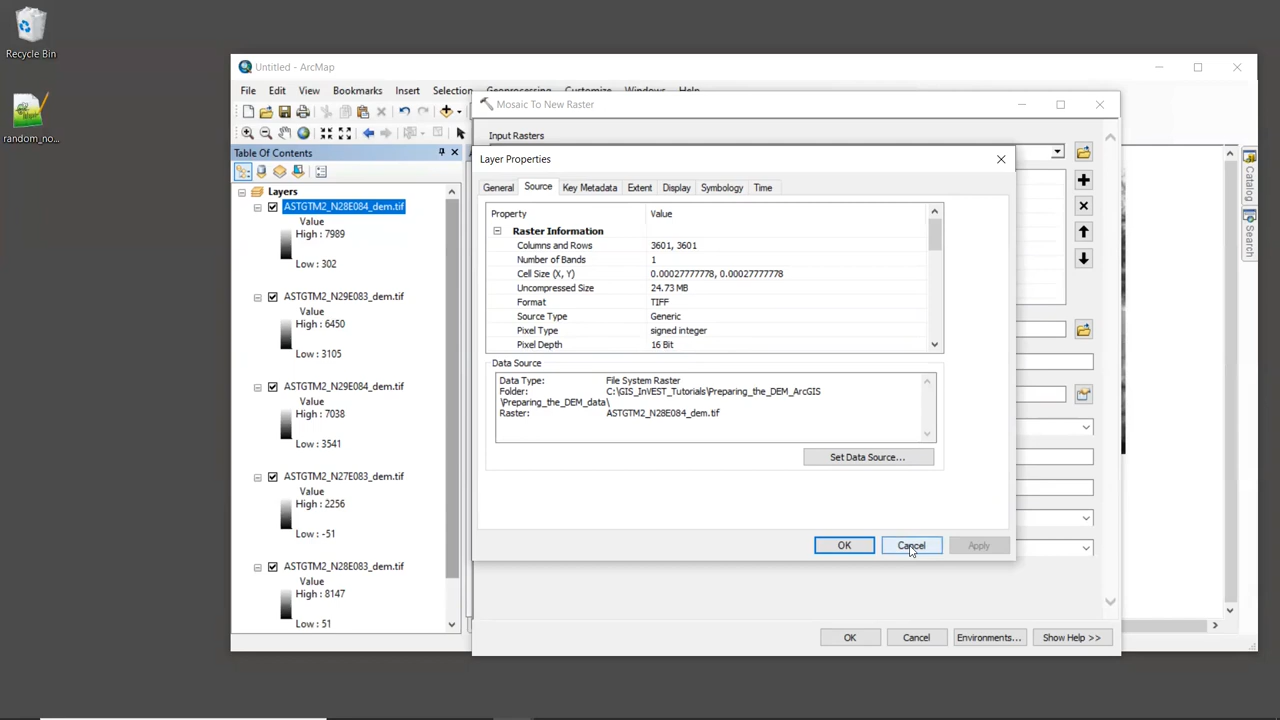 Recycle Bin
random_no...
Untitled - ArcMap
File Edit View Bookmarks Insert Selection Geoprocessing Customize Windows Help
Table Of Contents
Layers
ASTGTM2_N28E084_dem.tif
Value
High : 7989
Low : 302
ASTGTM2_N29E083_dem.tif
Value
High : 6450
Low : 3105
ASTGTM2_N29E084_dem.tif
Value
High : 7038
Low : 3541
ASTGTM2_N27E083_dem.tif
Value
High : 2256
Low : -51
ASTGTM2_N28E083_dem.tif
Value
High : 8147
Low : 51
Mosaic To New Raster
Input Rasters
Layer Properties
General Source Key Metadata Extent Display Symbology Time
Property Value
Raster Information
Columns and Rows 3601, 3601
Number of Bands 1
Cell Size (X, Y) 0.00027777778, 0.00027777778
Uncompressed Size 24.73 MB
Format TIFF
Source Type Generic
Pixel Type signed integer
Pixel Depth 16 Bit
Data Source
Data Type: File System Raster
Folder: C:\GIS_InVEST_Tutorials\Preparing_the_DEM_ArcGIS
\Preparing_the_DEM_data\
Raster: ASTGTM2_N28E084_dem.tif
Set Data Source...
OK Cancel Apply
OK Cancel Environments... Show Help >>
Catalog
Search